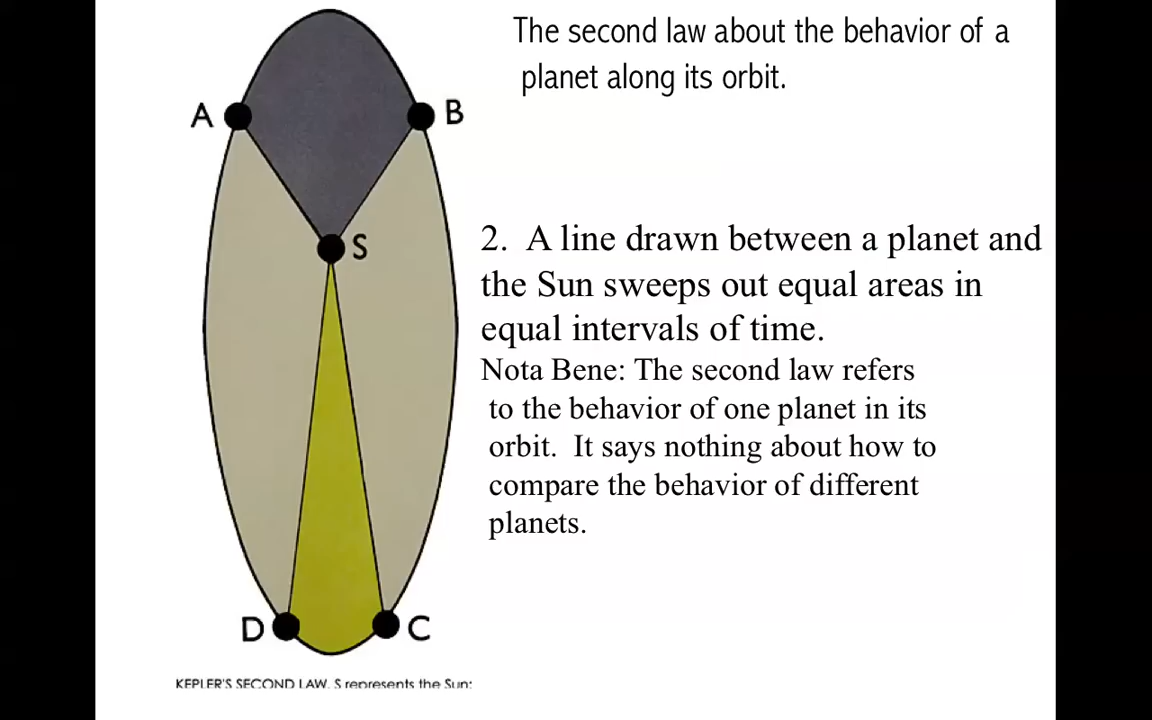 The second law about the behavior of a
planet along its orbit.
A
B
S
2. A line drawn between a planet and
the Sun sweeps out equal areas in
equal intervals of time.
Nota Bene: The second law refers
to the behavior of one planet in its
orbit. It says nothing about how to
compare the behavior of different
planets.
D
C
KEPLER'S SECOND LAW. S represents the Sun;